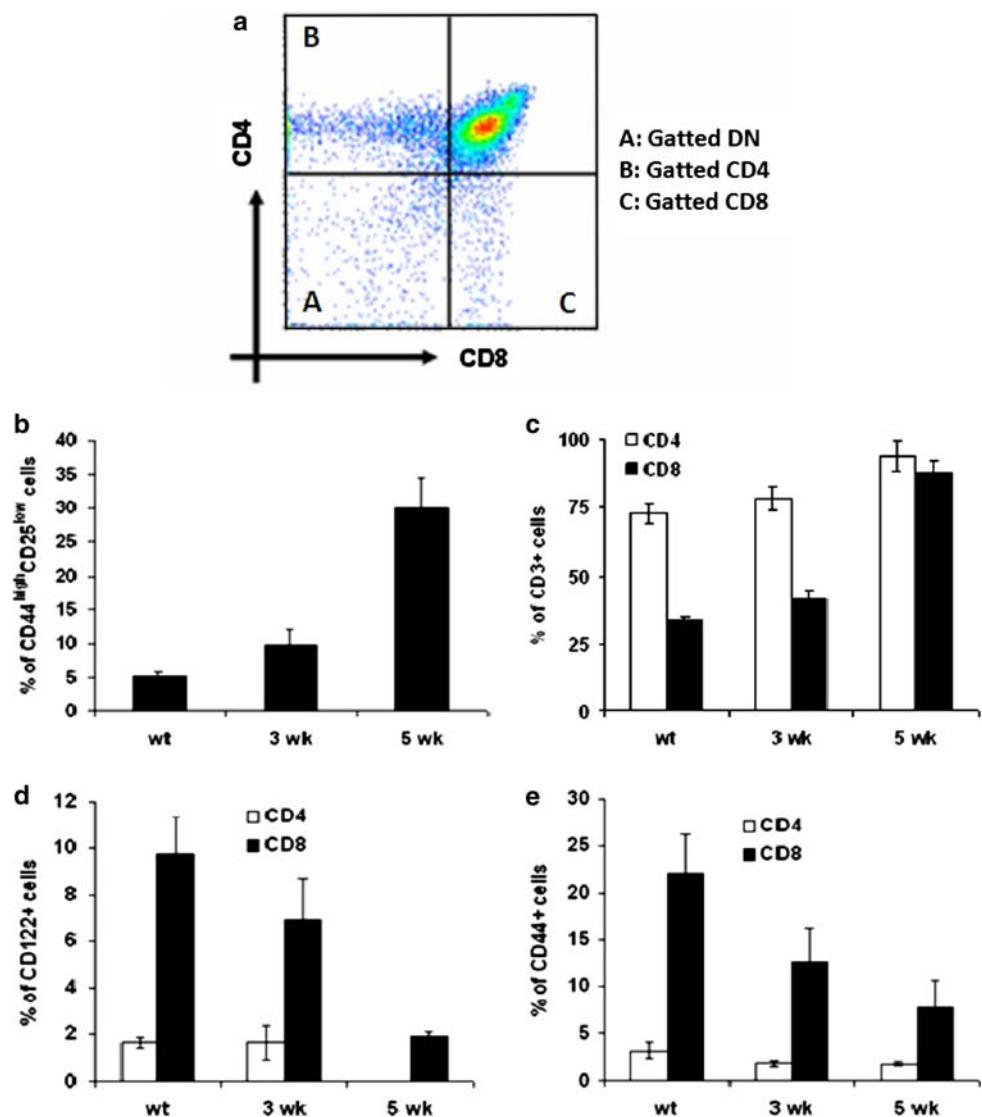 a
B
CD4
A
C
CD8
A: Gatted DN
B: Gatted CD4
C: Gatted CD8
b
% of CD44highCD25low cells
40
35
30
25
20
15
10
5
0
wt
3 wk
5 wk
c
% of CD3+ cells
100
75
50
25
0
CD4
CD8
wt
3 wk
5 wk
d
% of CD122+ cells
12
10
8
6
4
2
0
CD4
CD8
wt
3 wk
5 wk
e
% of CD44+ cells
30
25
20
15
10
5
0
CD4
CD8
wt
3 wk
5 wk